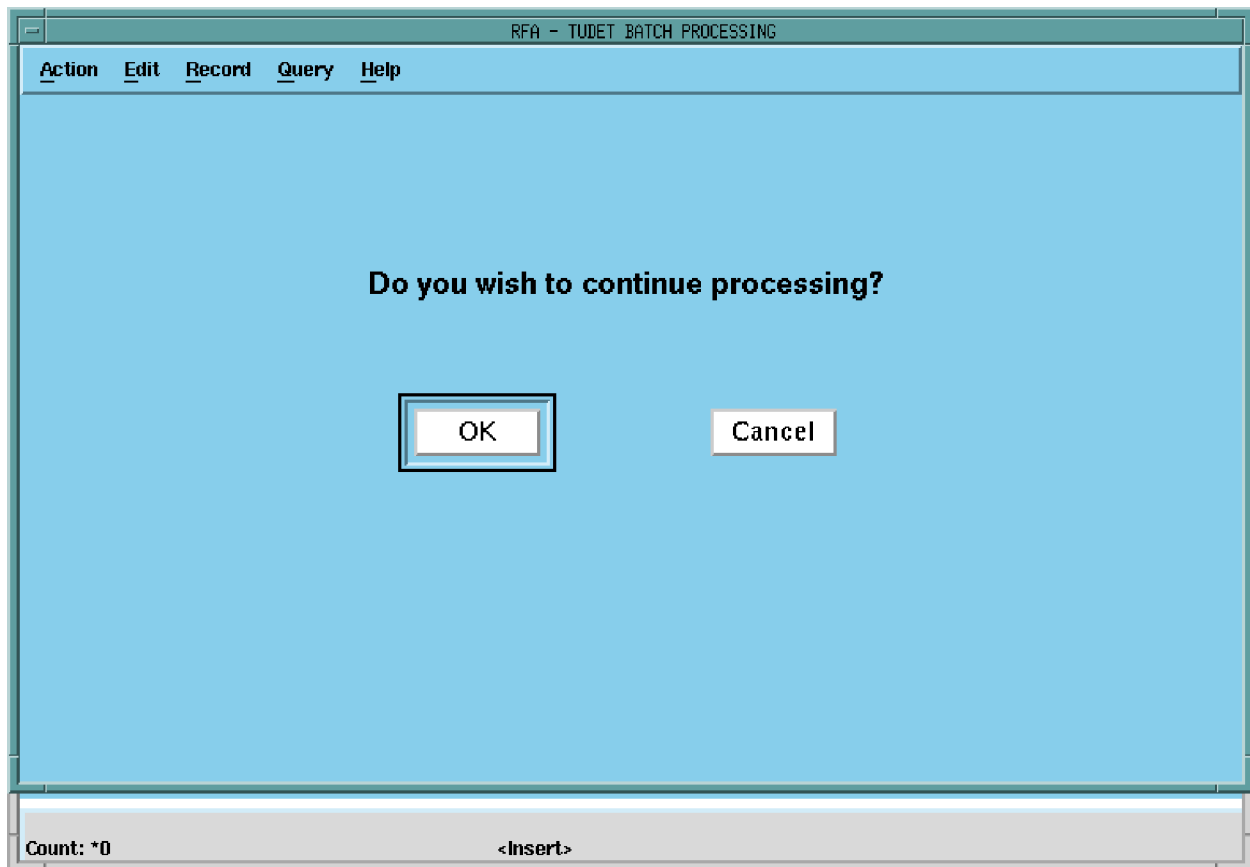 RFA - TUDET BATCH PROCESSING
Action Edit Record Query Help
Do you wish to continue processing?
OK Cancel
Count: *0 <Insert>